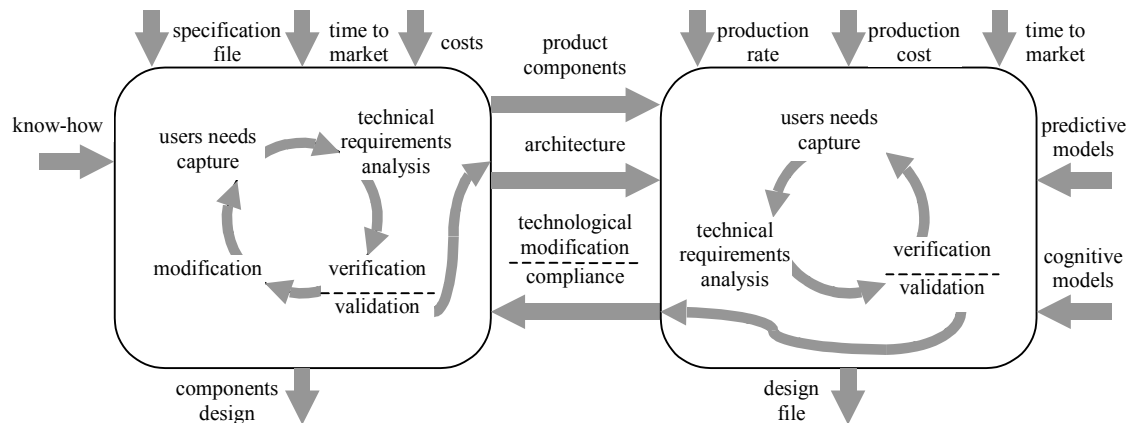 specification
file
time to
market
costs
product
components
production
rate
production
cost
time to
market
know-how
users needs
capture
technical
requirements
analysis
modification
verification
validation
architecture
technological
modification
compliance
users needs
capture
technical
requirements
analysis
verification
validation
predictive
models
cognitive
models
components
design
design
file